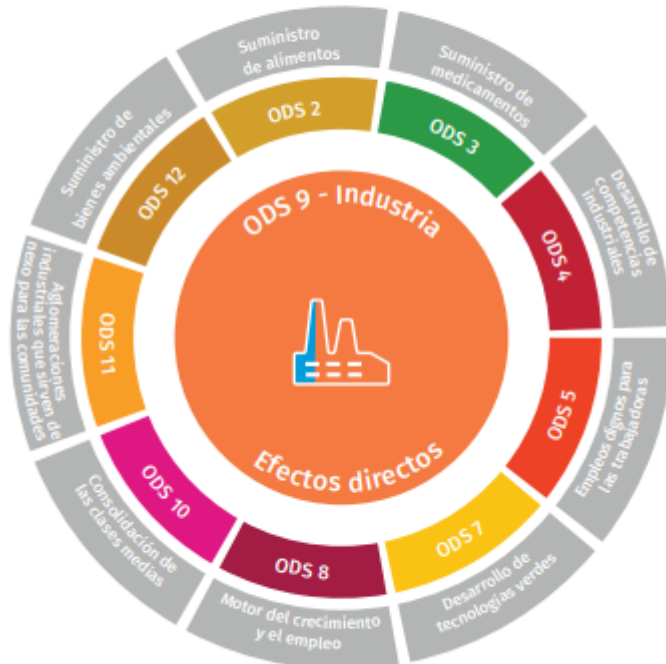 ODS 9 - Industria
Efectos directos
Suministro
de alimentos
ODS 2
Suministro de
medicamentos
ODS 3
Desarrollo de
competencias
industriales
ODS 4
Empleos dignos para
las trabajadoras
ODS 5
Desarrollo de
tecnologías verdes
ODS 7
Motor del crecimiento
y el empleo
ODS 8
Consolidación de
las clases medias
ODS 10
Aglomeraciones
industriales que sirven de
nexo para las comunidades
ODS 11
Suministro de
bienes ambientales
ODS 12